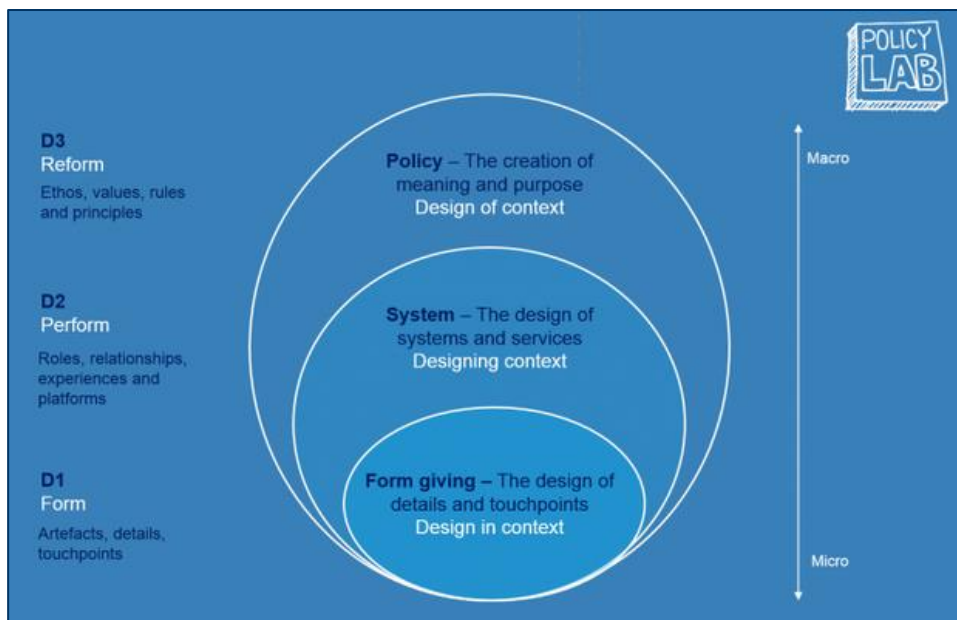 POLICY
LAB
D3
Reform
Ethos, values, rules
and principles
Policy – The creation of
meaning and purpose
Design of context
Macro
D2
Perform
Roles, relationships,
experiences and
platforms
System – The design of
systems and services
Designing context
D1
Form
Artefacts, details,
touchpoints
Form giving – The design of
details and touchpoints
Design in context
Micro